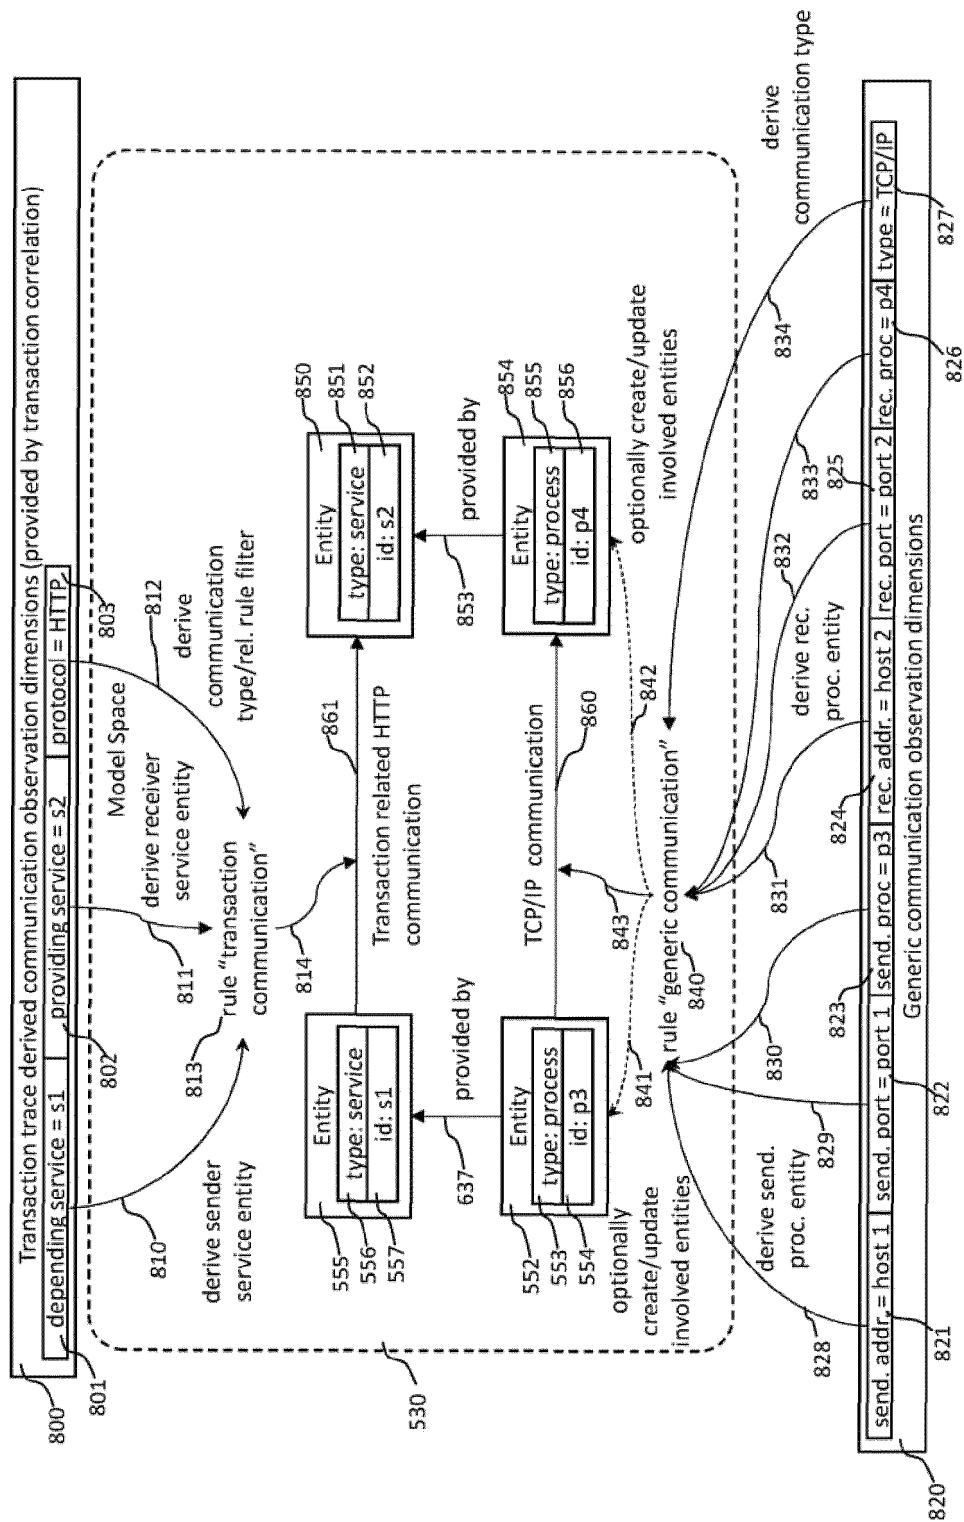 Transaction trace derived communication observation dimensions (provided by transaction correlation)
depending service = s1
providing service = s2
protocol = HTTP
800
801
802
803
Model Space
810
811
812
derive sender
service entity
derive receiver
service entity
derive
communication
type/rel. rule filter
813
rule “transaction
communication”
814
Entity
type: service
id: s1
555
556
557
861
Transaction related HTTP
communication
Entity
type: service
id: s2
850
851
852
637
provided by
853
provided by
530
Entity
type: process
id: p3
552
553
554
TCP/IP communication
860
Entity
type: process
id: p4
854
855
856
optionally
create/update
involved entities
841
843
842
optionally create/update
involved entities
rule “generic communication”
840
derive send.
proc. entity
derive rec.
proc. entity
derive
communication type
828
829
830
831
832
833
834
820
send. addr. = host 1
send. port = port 1
send. proc = p3
rec. addr. = host 2
rec. port = port 2
rec. proc = p4
type = TCP/IP
821
822
823
824
825
826
827
Generic communication observation dimensions